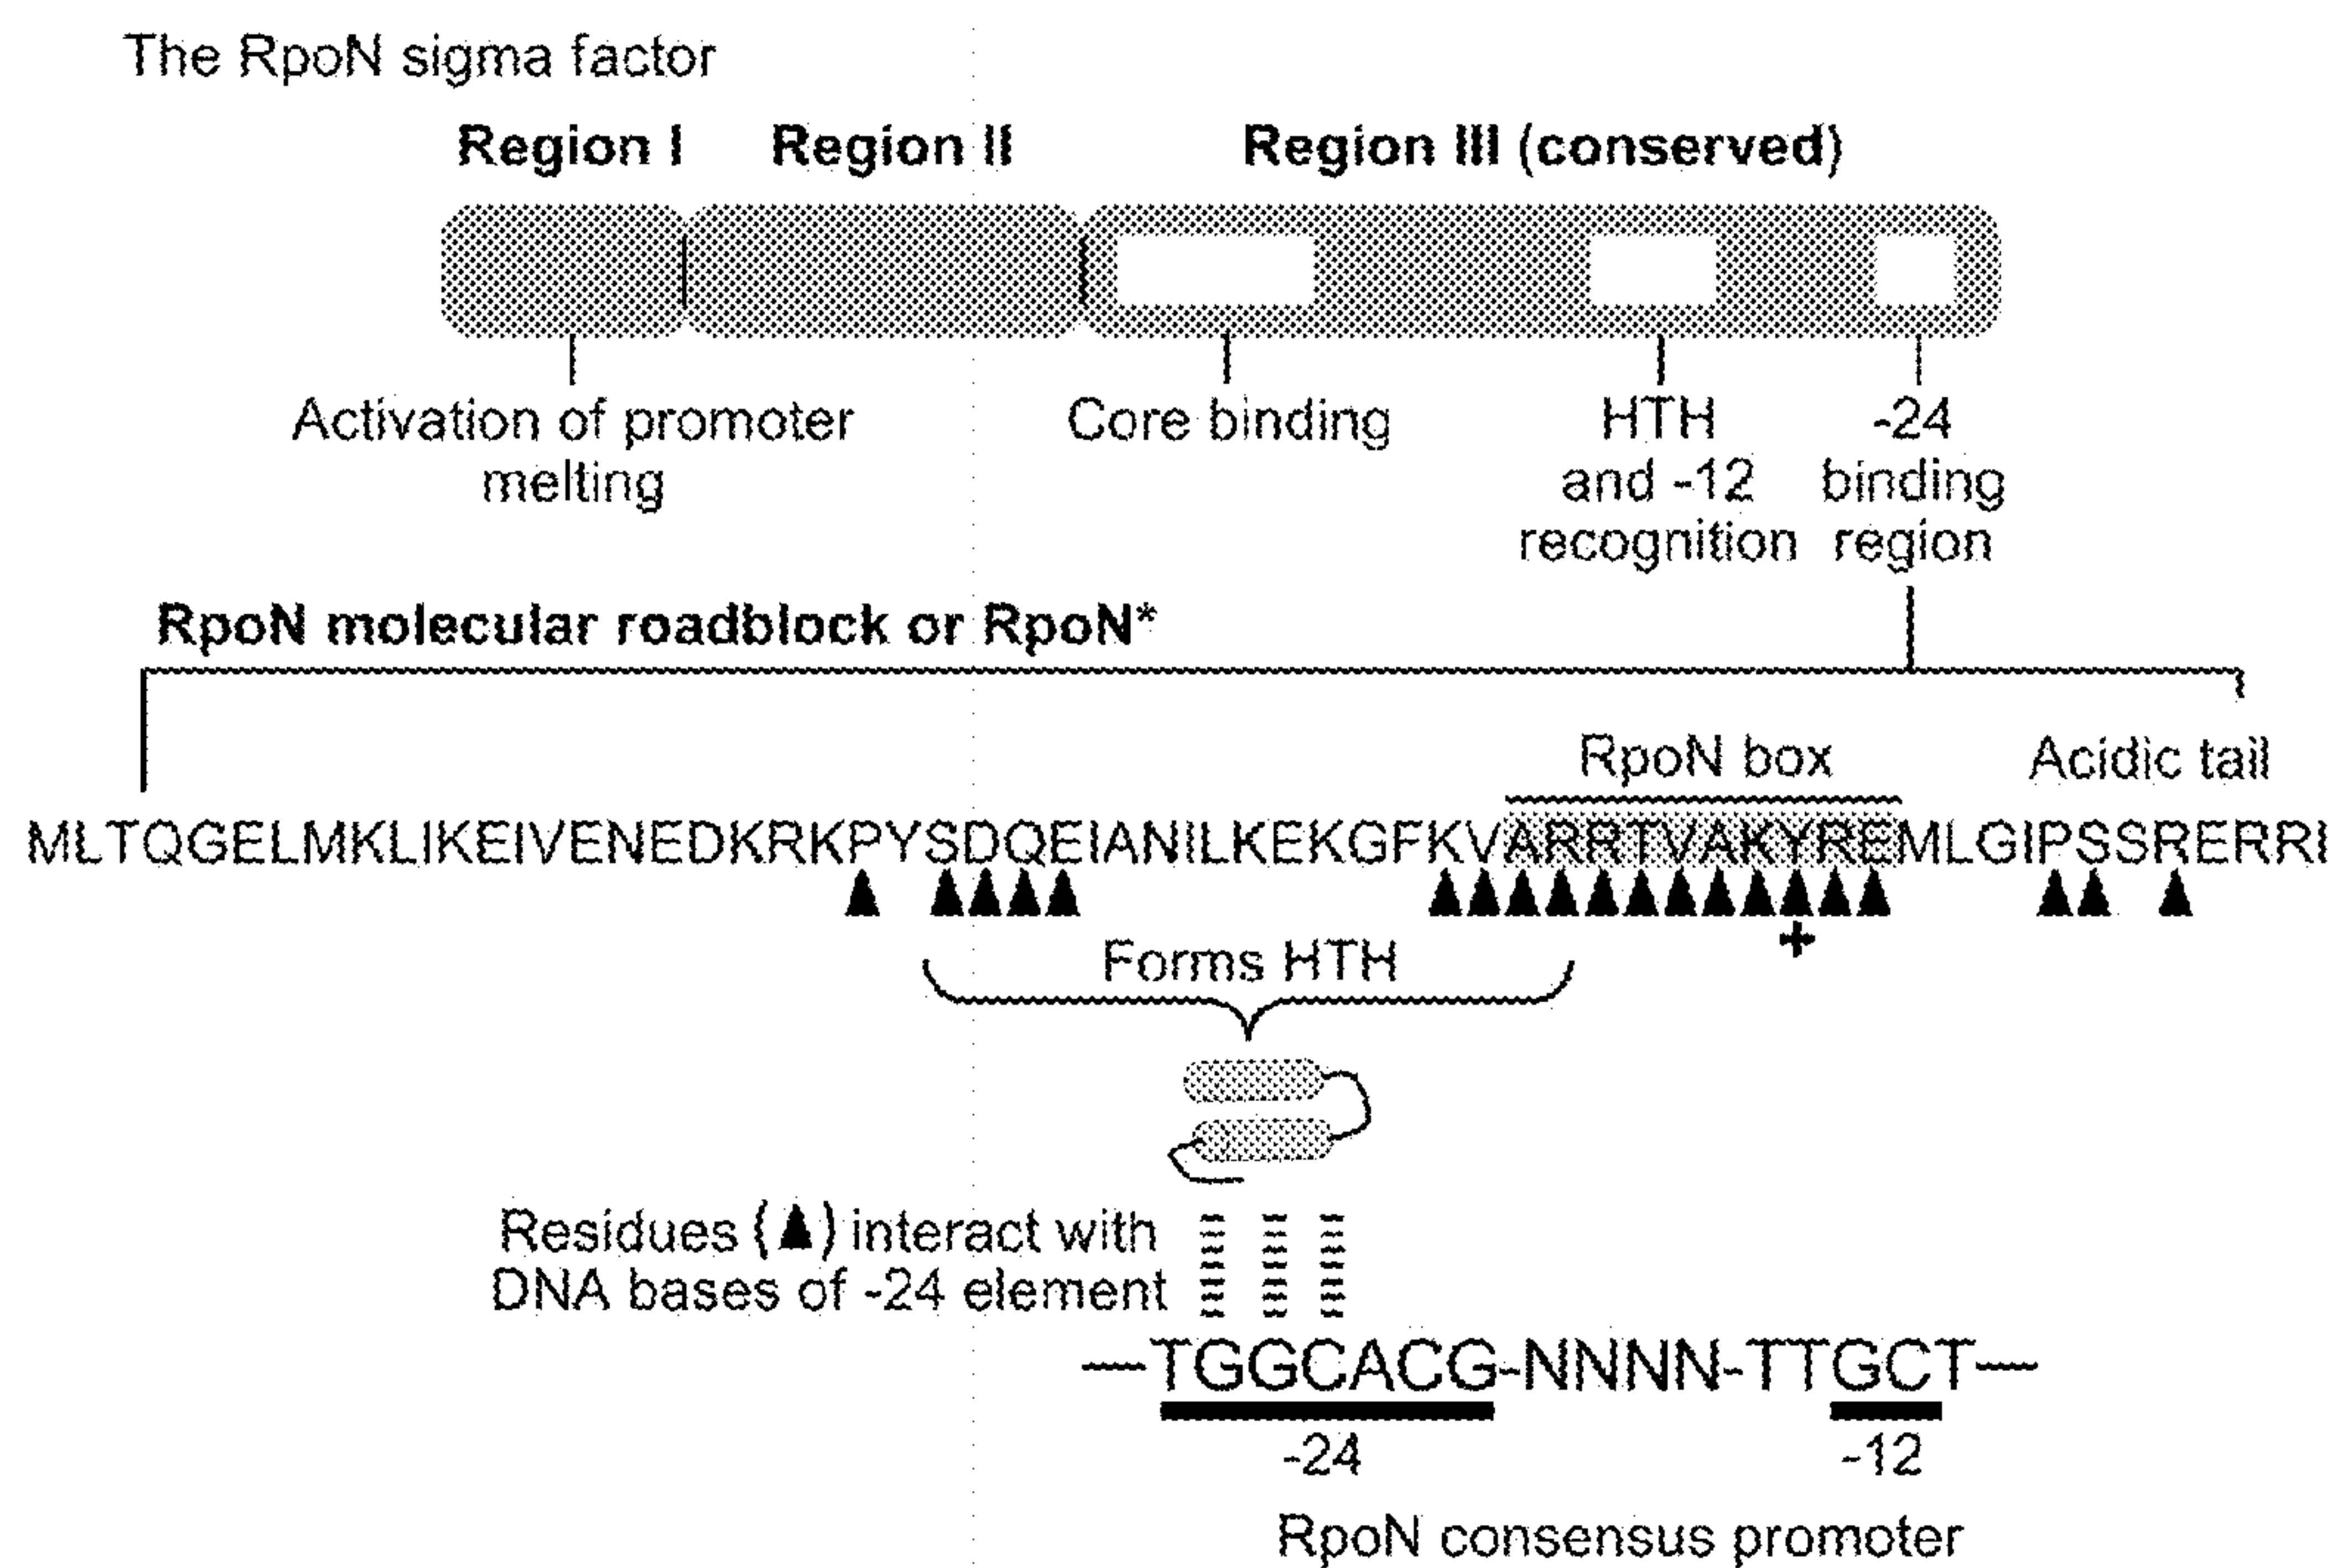 The RpoN sigma factor
Region I Region II Region III (conserved)
Activation of promoter
melting
Core binding
HTH
and -12
recognition
-24
binding
region
RpoN molecular roadblock or RpoN*
RpoN box Acidic tail
MLTQGELMKLIKEIVENEDKRKPYSDQEIANILKEKGFKVARRTVAKYREMLGIPSSRERRI
+
Forms HTH
Residues (▲) interact with
DNA bases of -24 element
—TGGCACG-NNNN-TTGCT—
-24 -12
RpoN consensus promoter